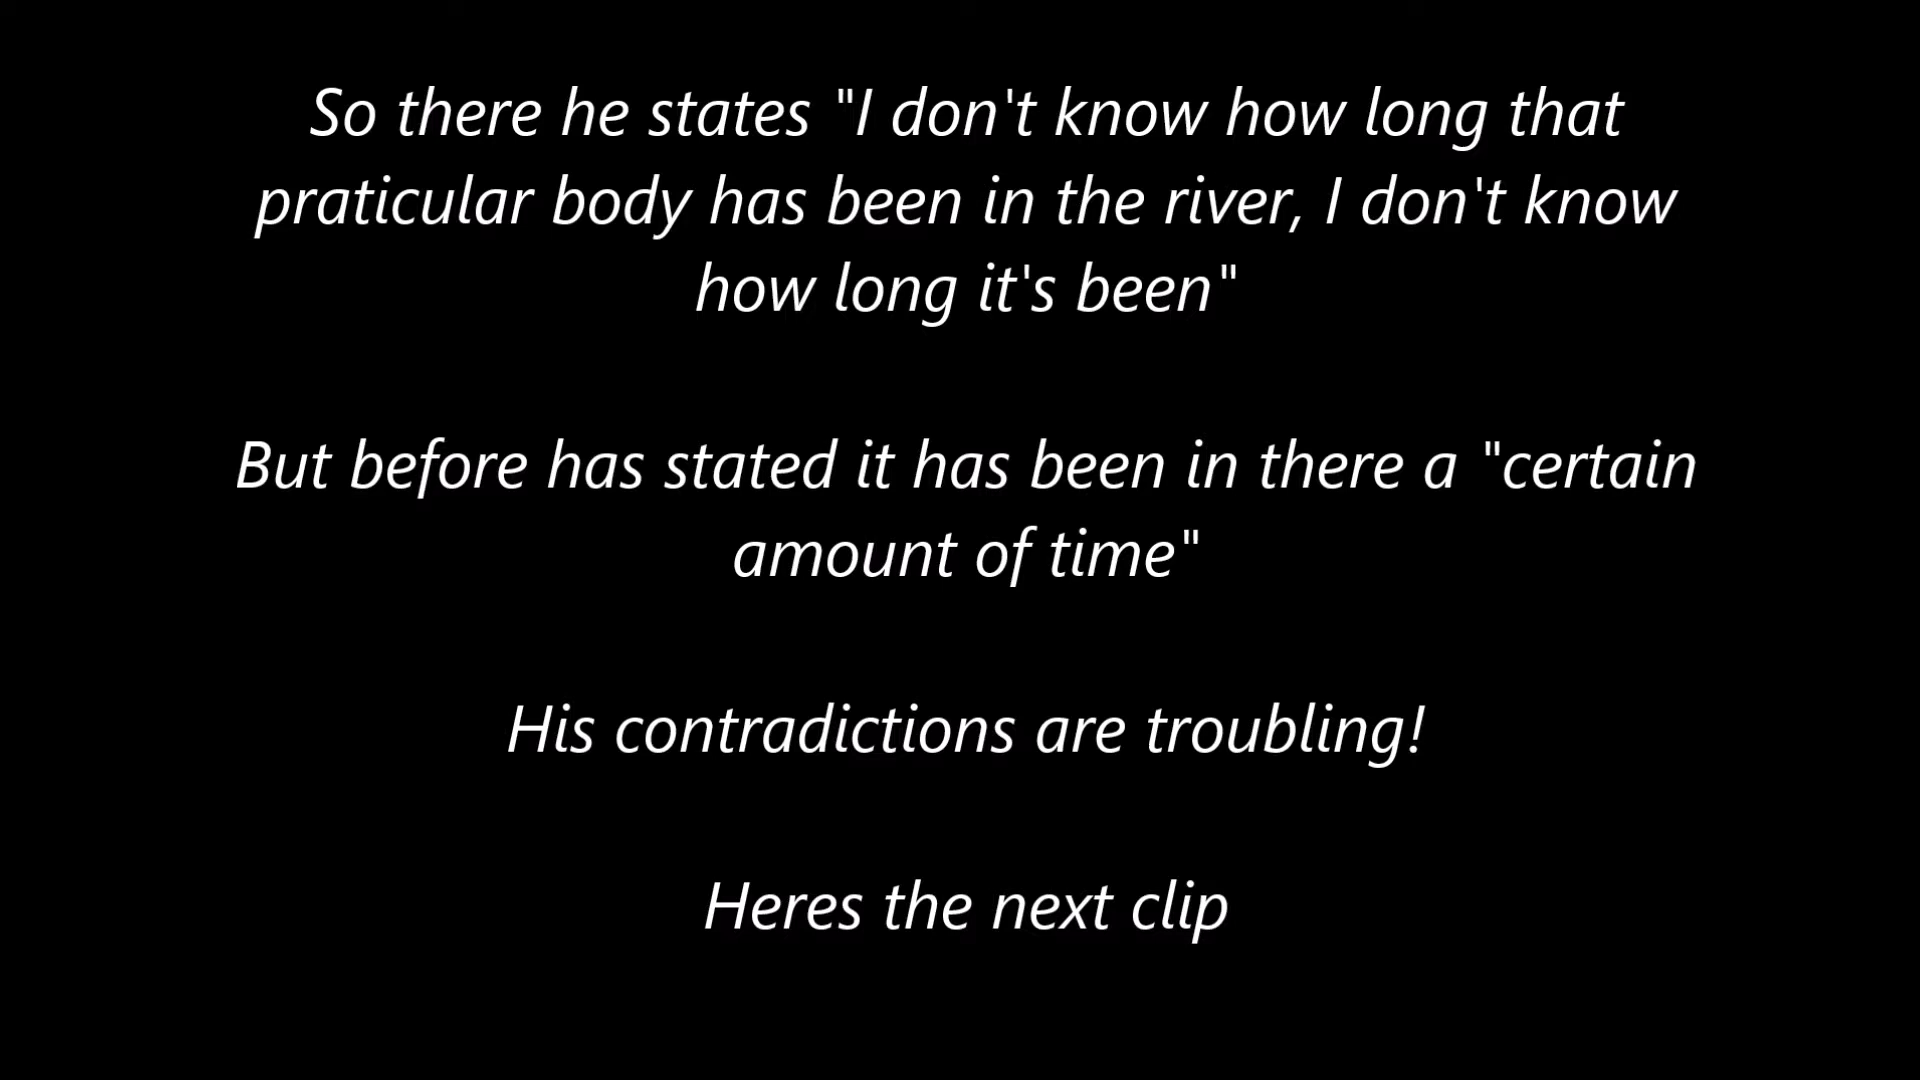 So there he states "I don't know how long that
praticular body has been in the river, I don't know
how long it's been"
But before has stated it has been in there a "certain
amount of time"
His contradictions are troubling!
Heres the next clip